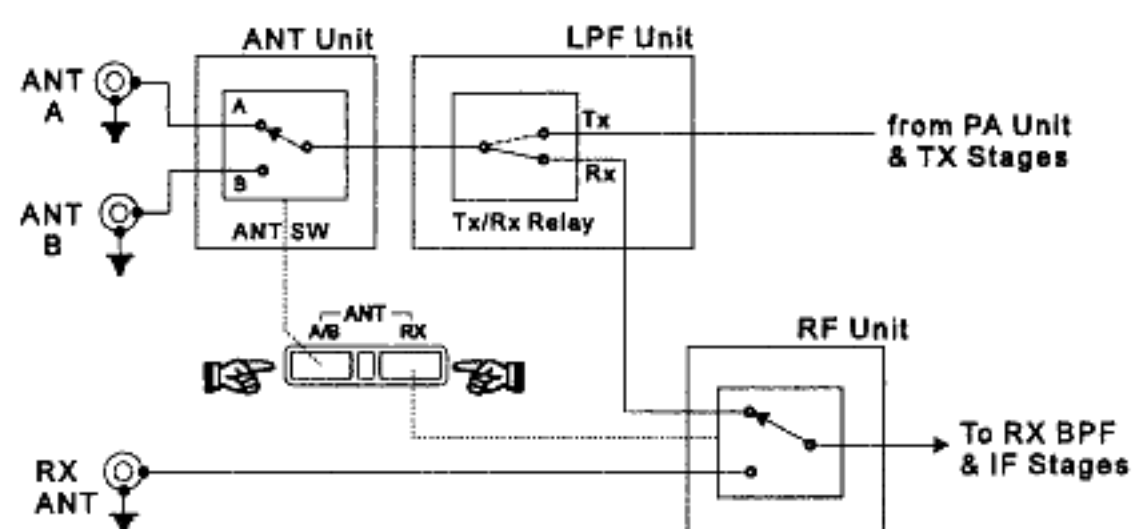 ANT Unit
LPF Unit
ANT
A
A
B
ANT SW
ANT
B
Tx
Rx
Tx/Rx Relay
from PA Unit
& TX Stages
ANT
A/B
RX
RF Unit
To RX BPF
& IF Stages
RX
ANT